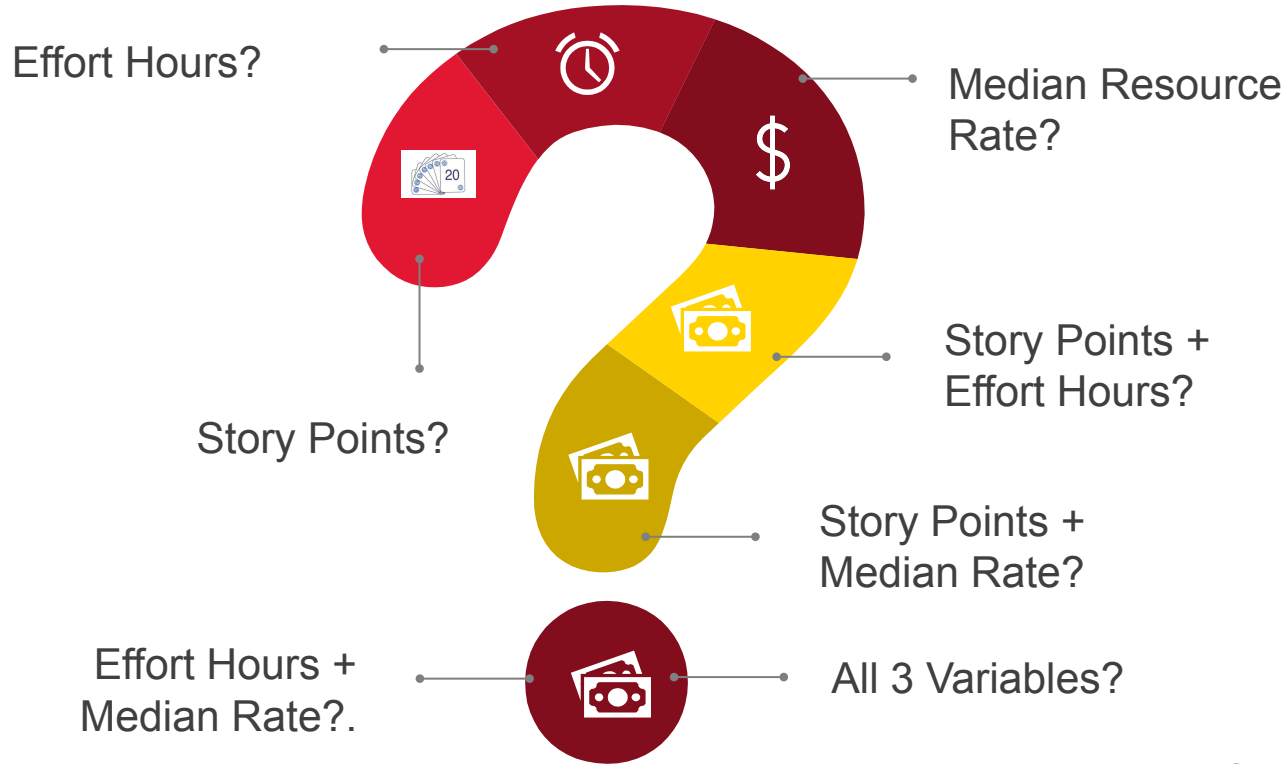 Effort Hours?
Median Resource
Rate?
$
20
Story Points +
Effort Hours?
Story Points?
Story Points +
Median Rate?
Effort Hours +
Median Rate?.
All 3 Variables?